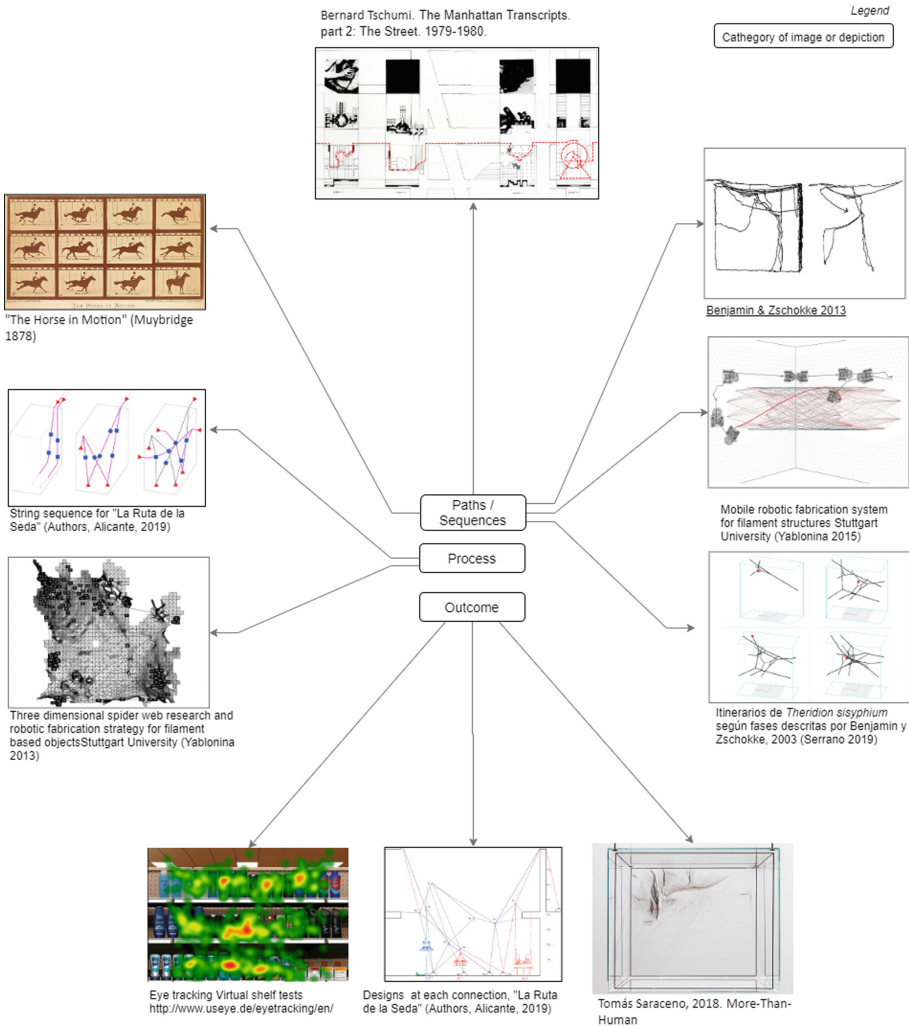 Bernard Tschumi. The Manhattan Transcripts.
part 2: The Street. 1979-1980.
Legend
Cathegory of image or depiction
THE HORSE IN MOTION
"The Horse in Motion" (Muybridge
1878)
Benjamin & Zschokke 2013
String sequence for "La Ruta de la
Seda" (Authors, Alicante, 2019)
Mobile robotic fabrication system
for filament structures Stuttgart
University (Yablonina 2015)
Paths /
Sequences
Process
Outcome
Three dimensional spider web research and
robotic fabrication strategy for filament
based objectsStuttgart University (Yablonina
2013)
Itinerarios de Theridion sisyphium
según fases descritas por Benjamin y
Zschokke, 2003 (Serrano 2019)
Eye tracking Virtual shelf tests
http://www.useye.de/eyetracking/en/
Designs at each connection, "La Ruta
de la Seda" (Authors, Alicante, 2019)
Tomás Saraceno, 2018. More-Than-
Human